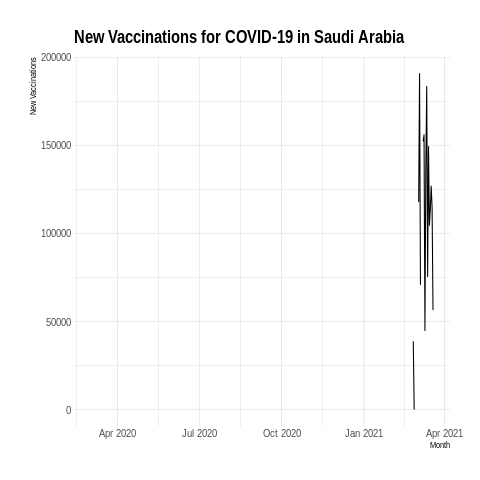 New Vaccinations for COVID-19 in Saudi Arabia
New Vaccinations
200000
150000
100000
50000
0
Apr 2020 Jul 2020 Oct 2020 Jan 2021 Apr 2021
Month